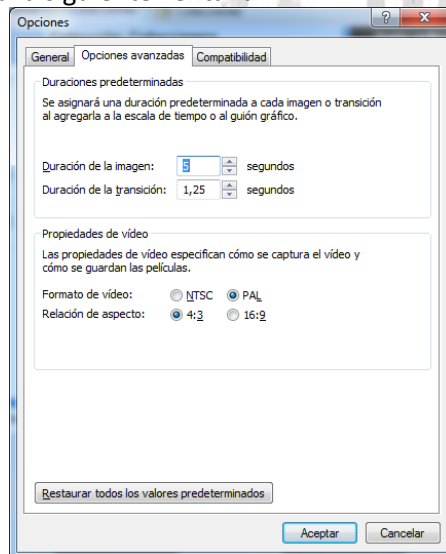 Opciones
General Opciones avanzadas Compatibilidad
Duraciones predeterminadas
Se asignará una duración predeterminada a cada imagen o transición
al agregarla a la escala de tiempo o al guión gráfico.
Duración de la imagen: 5 segundos
Duración de la transición: 1,25 segundos
Propiedades de vídeo
Las propiedades de vídeo especifican cómo se captura el vídeo y
cómo se guardan las películas.
Formato de vídeo: NTSC PAL
Relación de aspecto: 4:3 16:9
Restaurar todos los valores predeterminados
Aceptar Cancelar